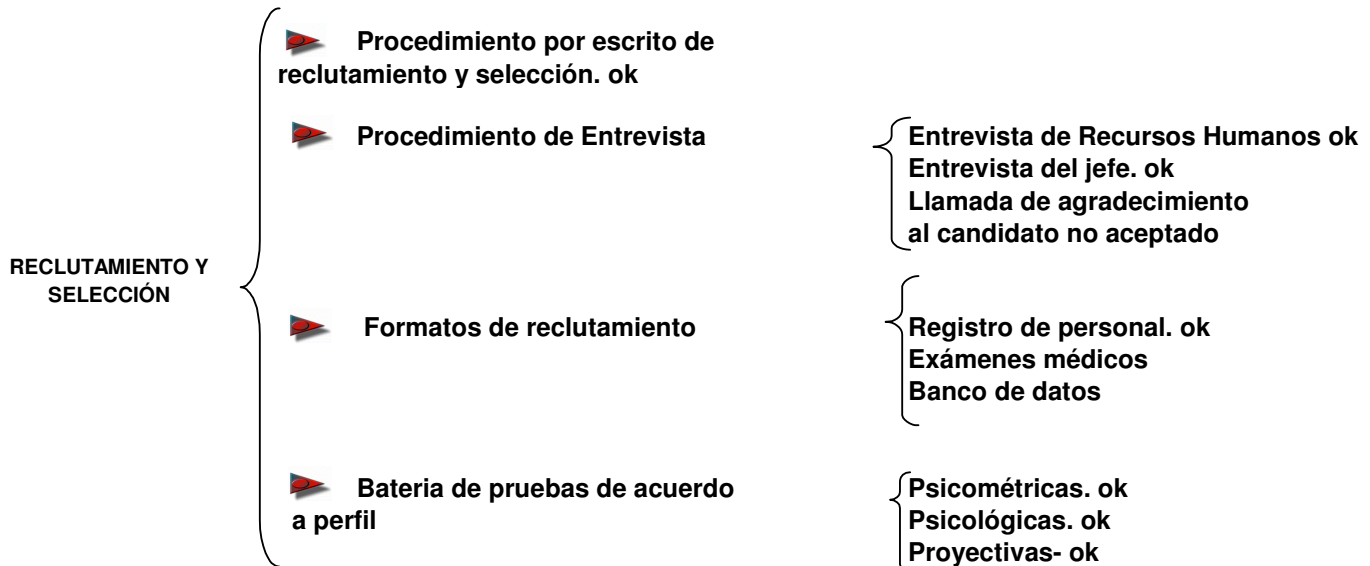 Procedimiento por escrito de
reclutamiento y selección. ok
Procedimiento de Entrevista
Entrevista de Recursos Humanos ok
Entrevista del jefe. ok
Llamada de agradecimiento
al candidato no aceptado
RECLUTAMIENTO Y
SELECCIÓN
Formatos de reclutamiento
Registro de personal. ok
Exámenes médicos
Banco de datos
Bateria de pruebas de acuerdo
a perfil
Psicométricas. ok
Psicológicas. ok
Proyectivas- ok